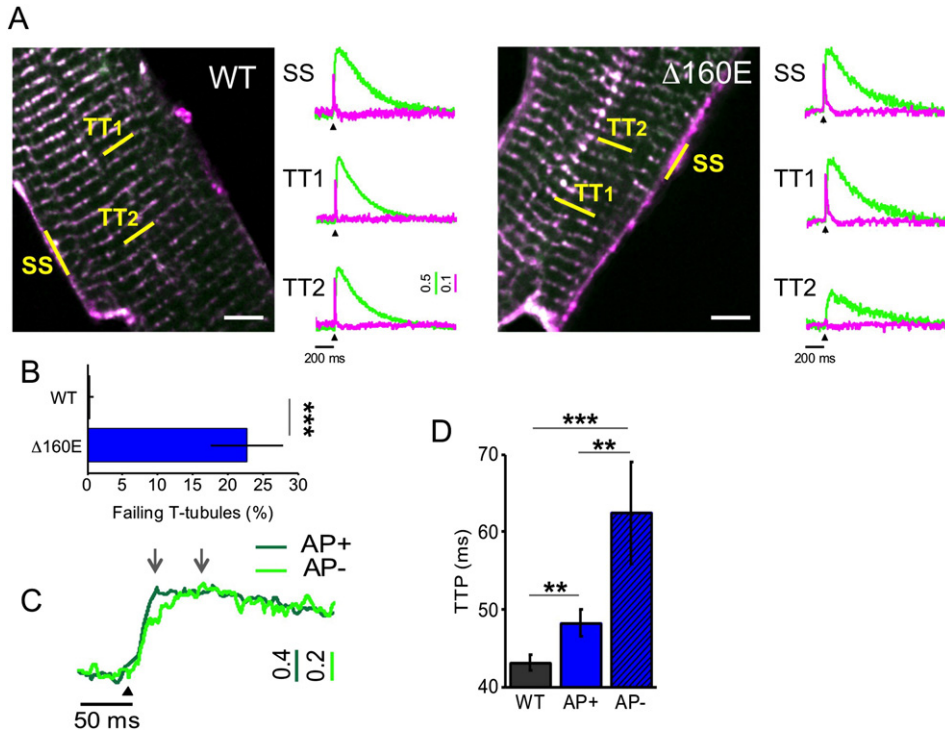 A
WT
TT1
TT2
SS
SS
TT1
TT2
0.5
0.1
200 ms
Δ160E
TT2
SS
TT1
SS
TT1
TT2
200 ms
B
WT
Δ160E
***
0 5 10 15 20 25 30
Failing T-tubules (%)
C
AP+
AP-
0.4
0.2
50 ms
D
***
**
**
70
60
50
40
TTP (ms)
WT AP+ AP-